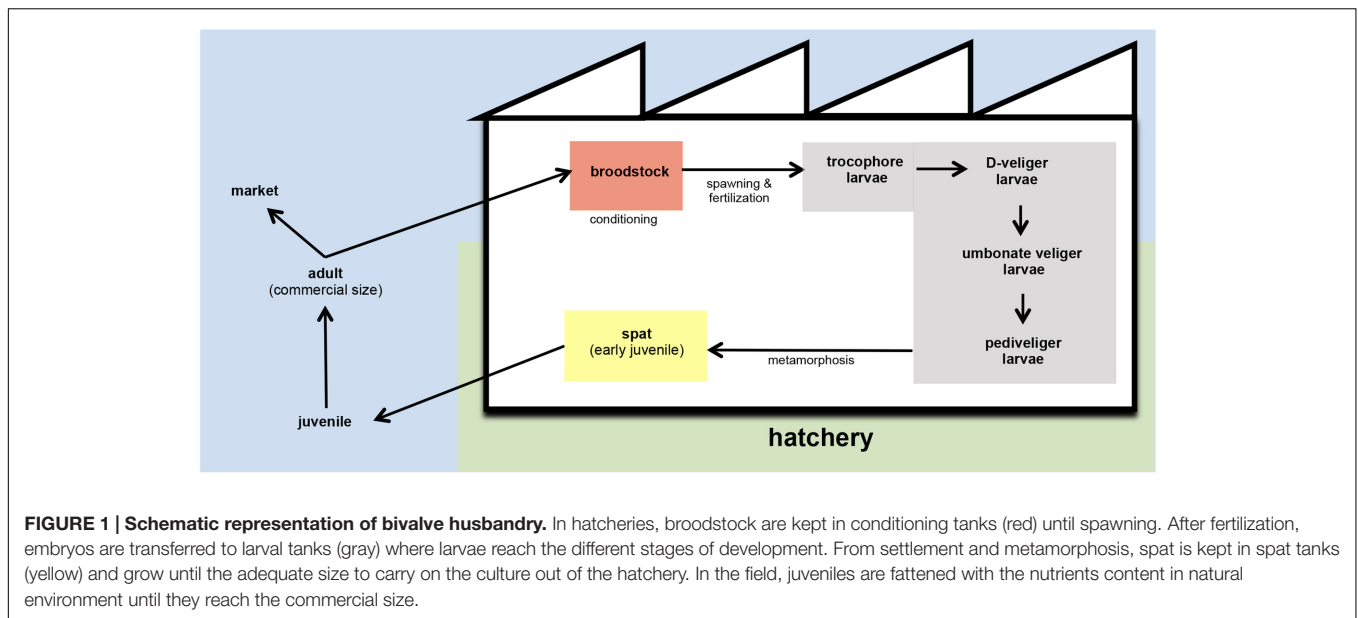 market
adult
(commercial size)
juvenile
broodstock
conditioning
spawning &
fertilization
trocophore
larvae
D-veliger
larvae
umbonate veliger
larvae
pediveliger
larvae
metamorphosis
spat
(early juvenile)
hatchery
FIGURE 1 | Schematic representation of bivalve husbandry. In hatcheries, broodstock are kept in conditioning tanks (red) until spawning. After fertilization,
embryos are transferred to larval tanks (gray) where larvae reach the different stages of development. From settlement and metamorphosis, spat is kept in spat tanks
(yellow) and grow until the adequate size to carry on the culture out of the hatchery. In the field, juveniles are fattened with the nutrients content in natural
environment until they reach the commercial size.